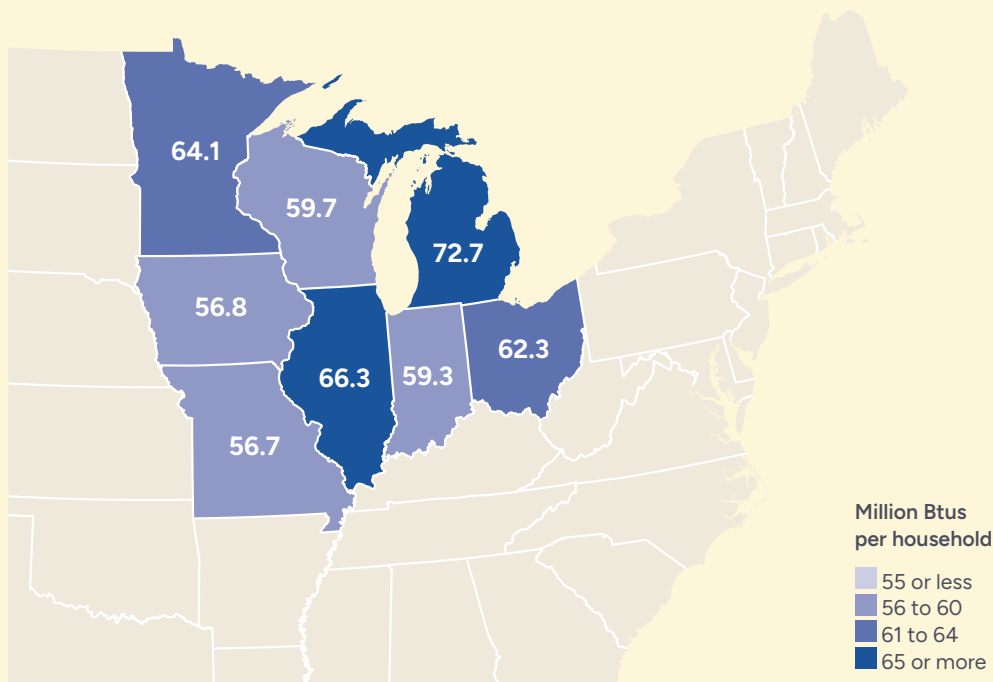 64.1
59.7
72.7
56.8
62.3
66.3
59.3
56.7
Million Btus
per household
55 or less
56 to 60
61 to 64
65 or more